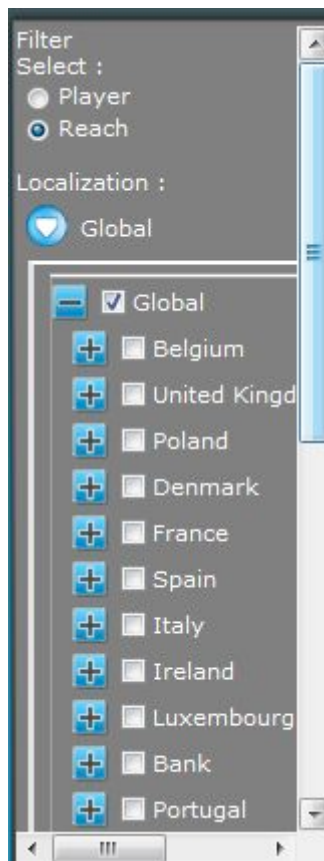 Filter
Select :
Player
Reach
Localization :
Global
Global
Belgium
United Kingd
Poland
Denmark
France
Spain
Italy
Ireland
Luxembourg
Bank
Portugal